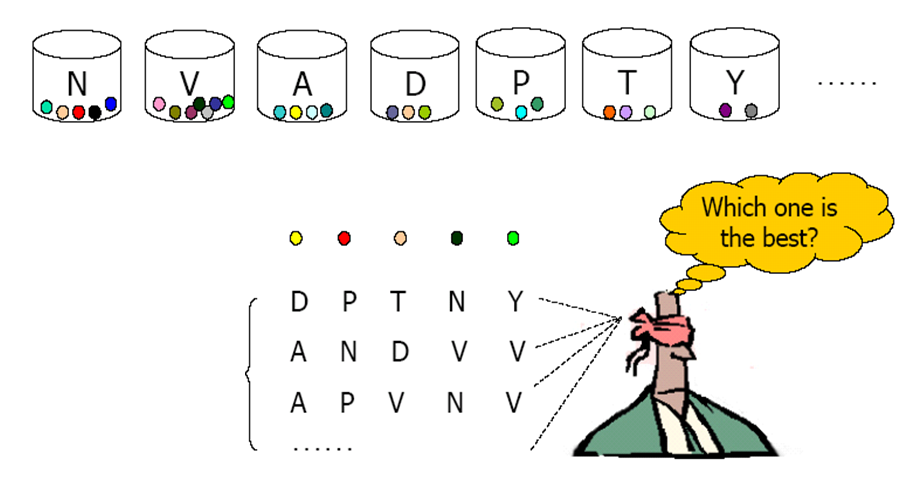 N V A D P T Y ......
Which one is
the best?
D P T N Y
A N D V V
A P V N V
......